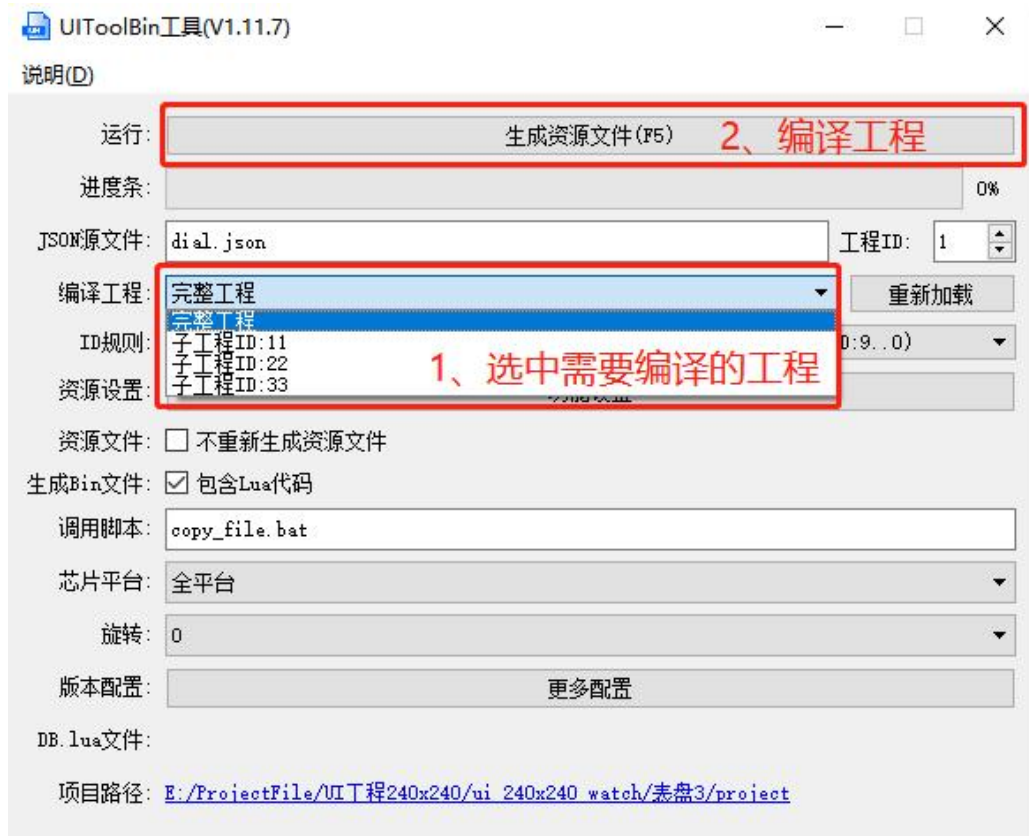 UIToolBin工具(V1.11.7)
说明(D)
运行: 生成资源文件(F5) 2、编译工程
进度条: 0%
JSON源文件: dial.json 工程ID: 1
编译工程: 完整工程 重新加载
完整工程
ID规则: 子工程ID:11 D:9..0)
子工程ID:22
1、选中需要编译的工程
资源设置: 子工程ID:33
资源文件: 不重新生成资源文件
生成Bin文件: 包含Lua代码
调用脚本: copy_file.bat
芯片平台: 全平台
旋转: 0
版本配置: 更多配置
DB.lua文件:
项目路径: E:/ProjectFile/UI工程240x240/ui_240x240_watch/表盘3/project